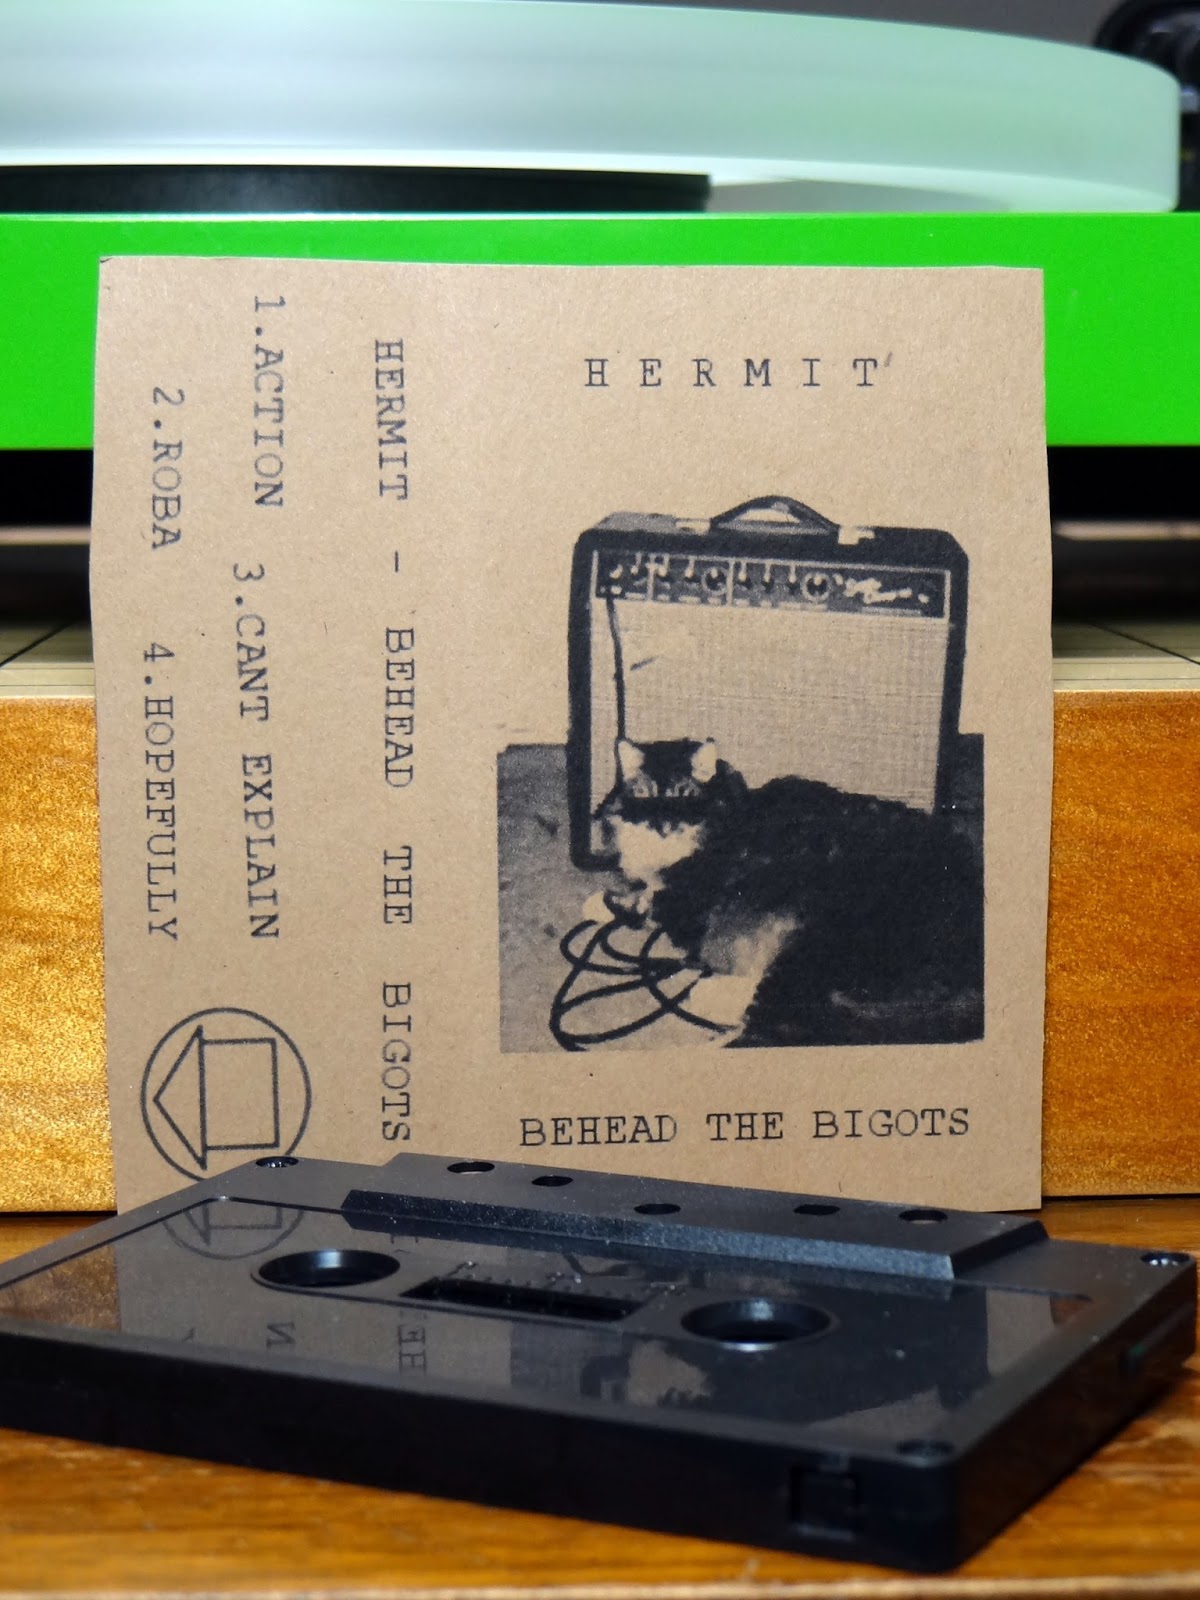 HERMIT
BEHEAD THE BIGOTS
HERMIT - BEHEAD THE BIGOTS
1.ACTION 3.CANT EXPLAIN
2.ROBA 4.HOPEFULLY